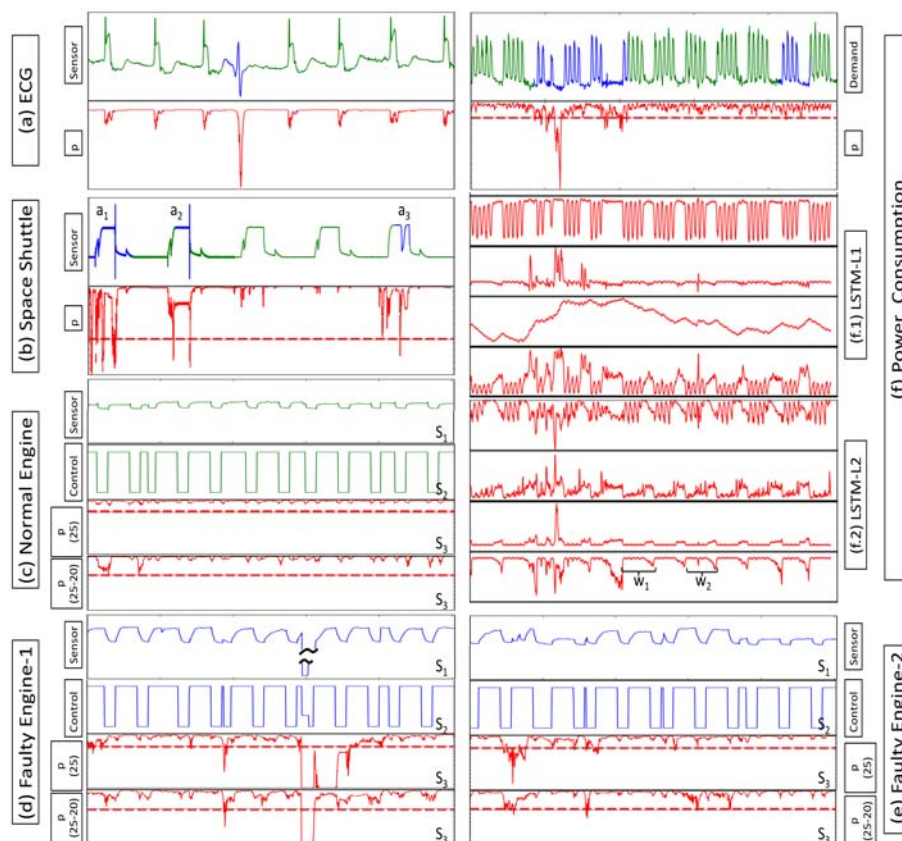 (a) ECG
Sensor
p
(b) Space Shuttle
Sensor
a1
a2
a3
p
(c) Normal Engine
Sensor
S1
Control
S2
p
(25)
S3
p
(25-20)
S3
(d) Faulty Engine-1
Sensor
S1
Control
S2
p
(25)
S3
p
(25-20)
S3
Demand
p
(f) Power Consumption
(f.1) LSTM-L1
(f.2) LSTM-L2
w1
w2
(e) Faulty Engine-2
Sensor
S1
Control
S2
p
(25)
S3
p
(25-20)
S3